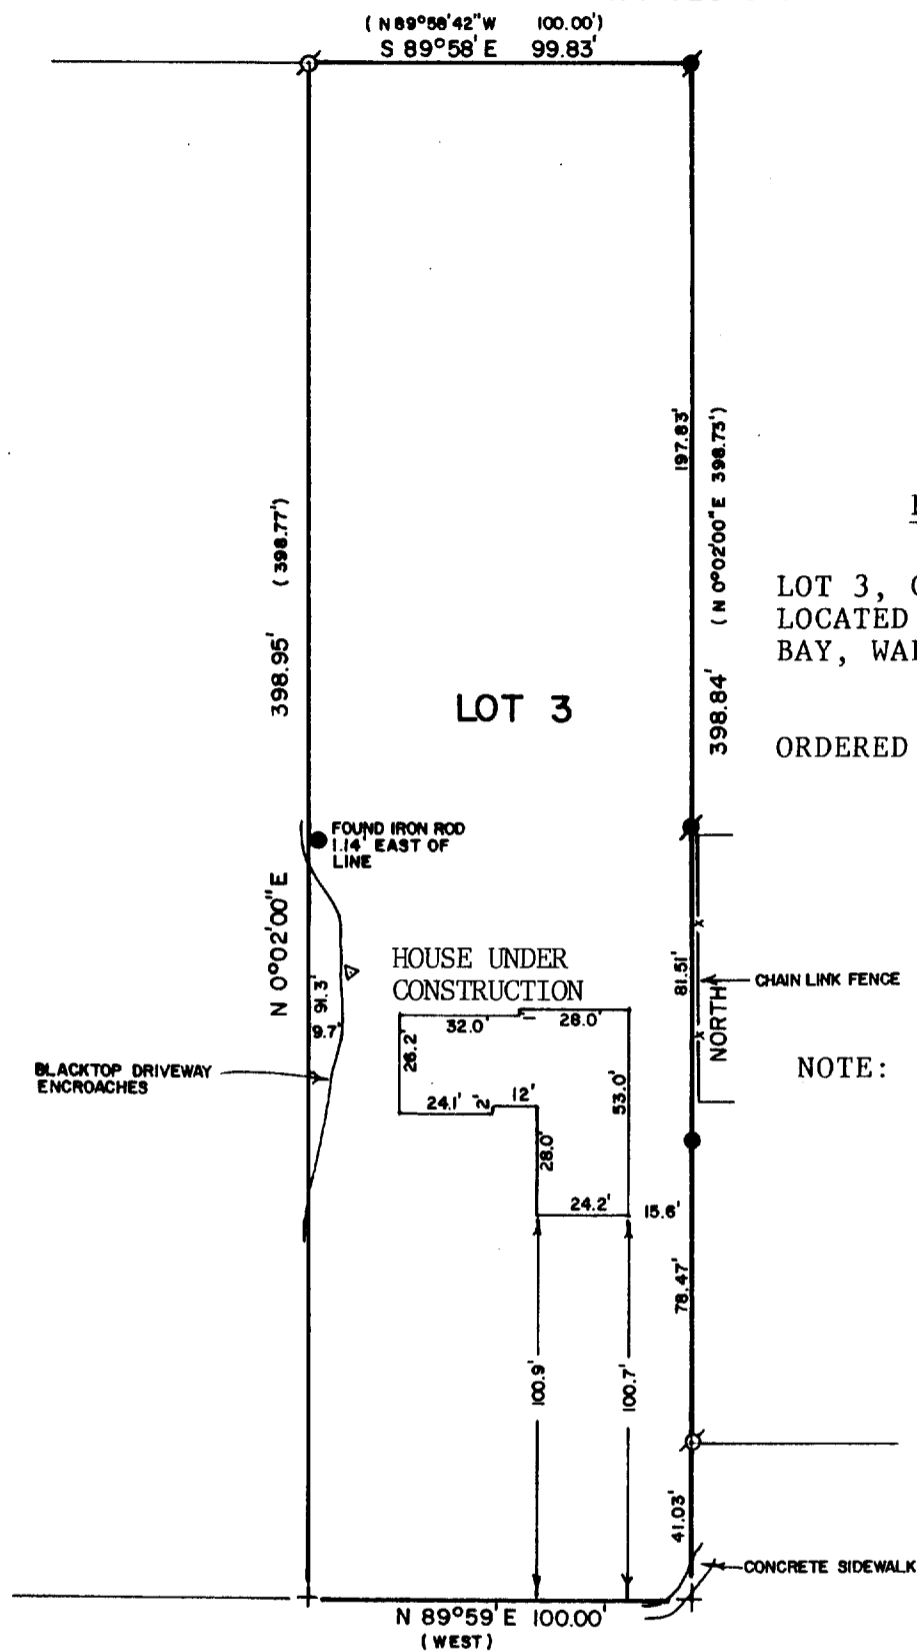 ( N 89°58'42" W 100.00')
S 89°58' E 99.83'
197.83'
( N 0°02'00" E 398.73')
398.84'
( 398.77')
398.95'
N 0°02'00" E
LOT 3
LOT 3,
LOCATED
BAY,
ORDERED
FOUND IRON ROD
1.14' EAST OF
LINE
HOUSE UNDER
CONSTRUCTION
91.3'
9.7'
BLACKTOP DRIVEWAY
ENCROACHES
32.0'
1'
28.0'
26.2'
24.1'
2'
12'
28.0'
53.0'
24.2'
15.6'
81.51'
NORTH
CHAIN LINK FENCE
NOTE:
78.47'
100.9'
100.7'
41.03'
CONCRETE SIDEWALK
N 89°59' E 100.00'
(WEST)